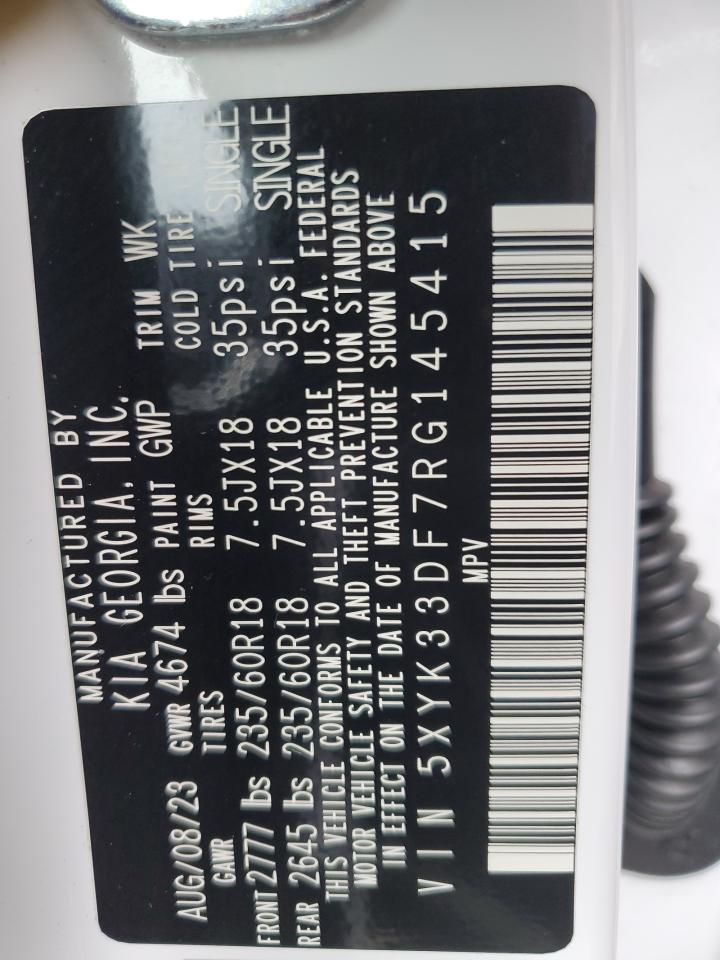 MANUFACTURED BY
KIA GEORGIA, INC.
AUG/08/23 GVWR 4674 lbs PAINT GWP TRIM WK
GAWR TIRES RIMS COLD TIRE
FRONT 2777 lbs 235/60R18 7.5JX18 35psi SINGLE
REAR 2645 lbs 235/60R18 7.5JX18 35psi SINGLE
THIS VEHICLE CONFORMS TO ALL APPLICABLE U.S.A. FEDERAL
MOTOR VEHICLE SAFETY AND THEFT PREVENTION STANDARDS
IN EFFECT ON THE DATE OF MANUFACTURE SHOWN ABOVE
VIN 5XYK33DF7RG145415
MPV